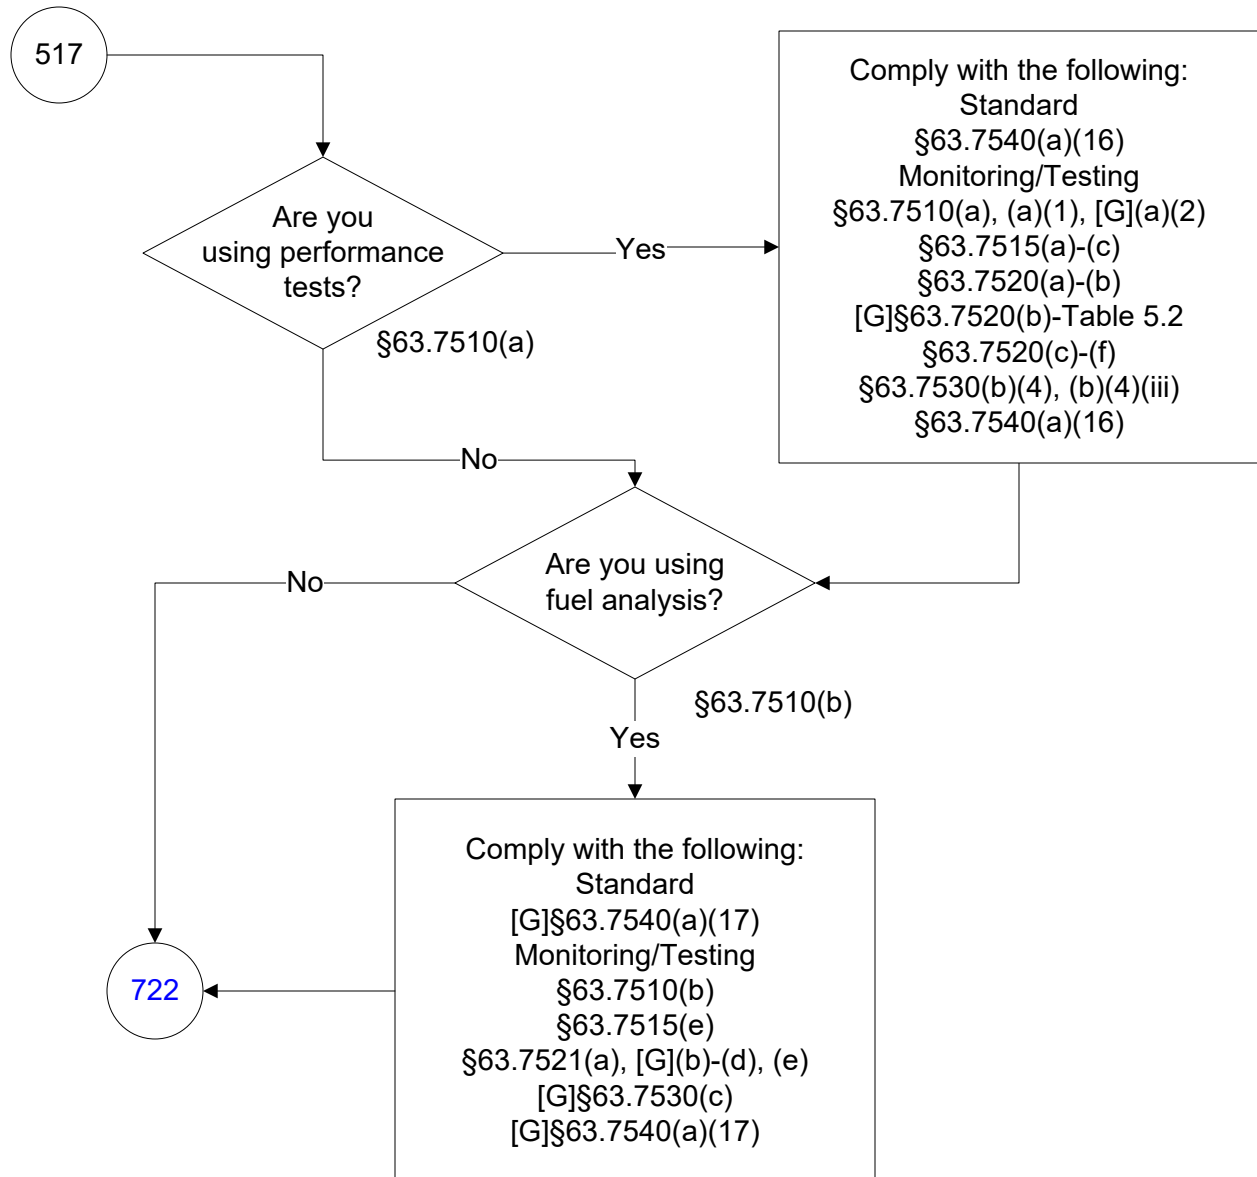 517
Are you
using performance
tests?
§63.7510(a)
Yes
Comply with the following:
Standard
§63.7540(a)(16)
Monitoring/Testing
§63.7510(a), (a)(1), [G](a)(2)
§63.7515(a)-(c)
§63.7520(a)-(b)
[G]§63.7520(b)-Table 5.2
§63.7520(c)-(f)
§63.7530(b)(4), (b)(4)(iii)
§63.7540(a)(16)
No
Are you using
fuel analysis?
§63.7510(b)
No
Yes
Comply with the following:
Standard
[G]§63.7540(a)(17)
Monitoring/Testing
§63.7510(b)
§63.7515(e)
§63.7521(a), [G](b)-(d), (e)
[G]§63.7530(c)
[G]§63.7540(a)(17)
722